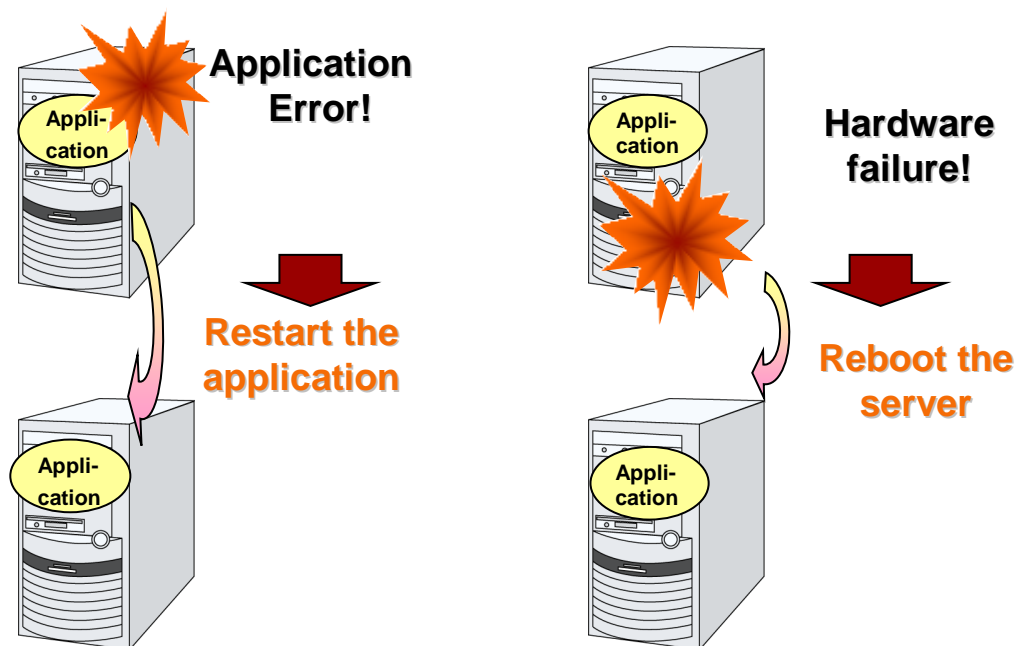 Application
Error!
Appli-
cation
Restart the
application
Appli-
cation
Hardware
failure!
Appli-
cation
Reboot the
server
Appli-
cation